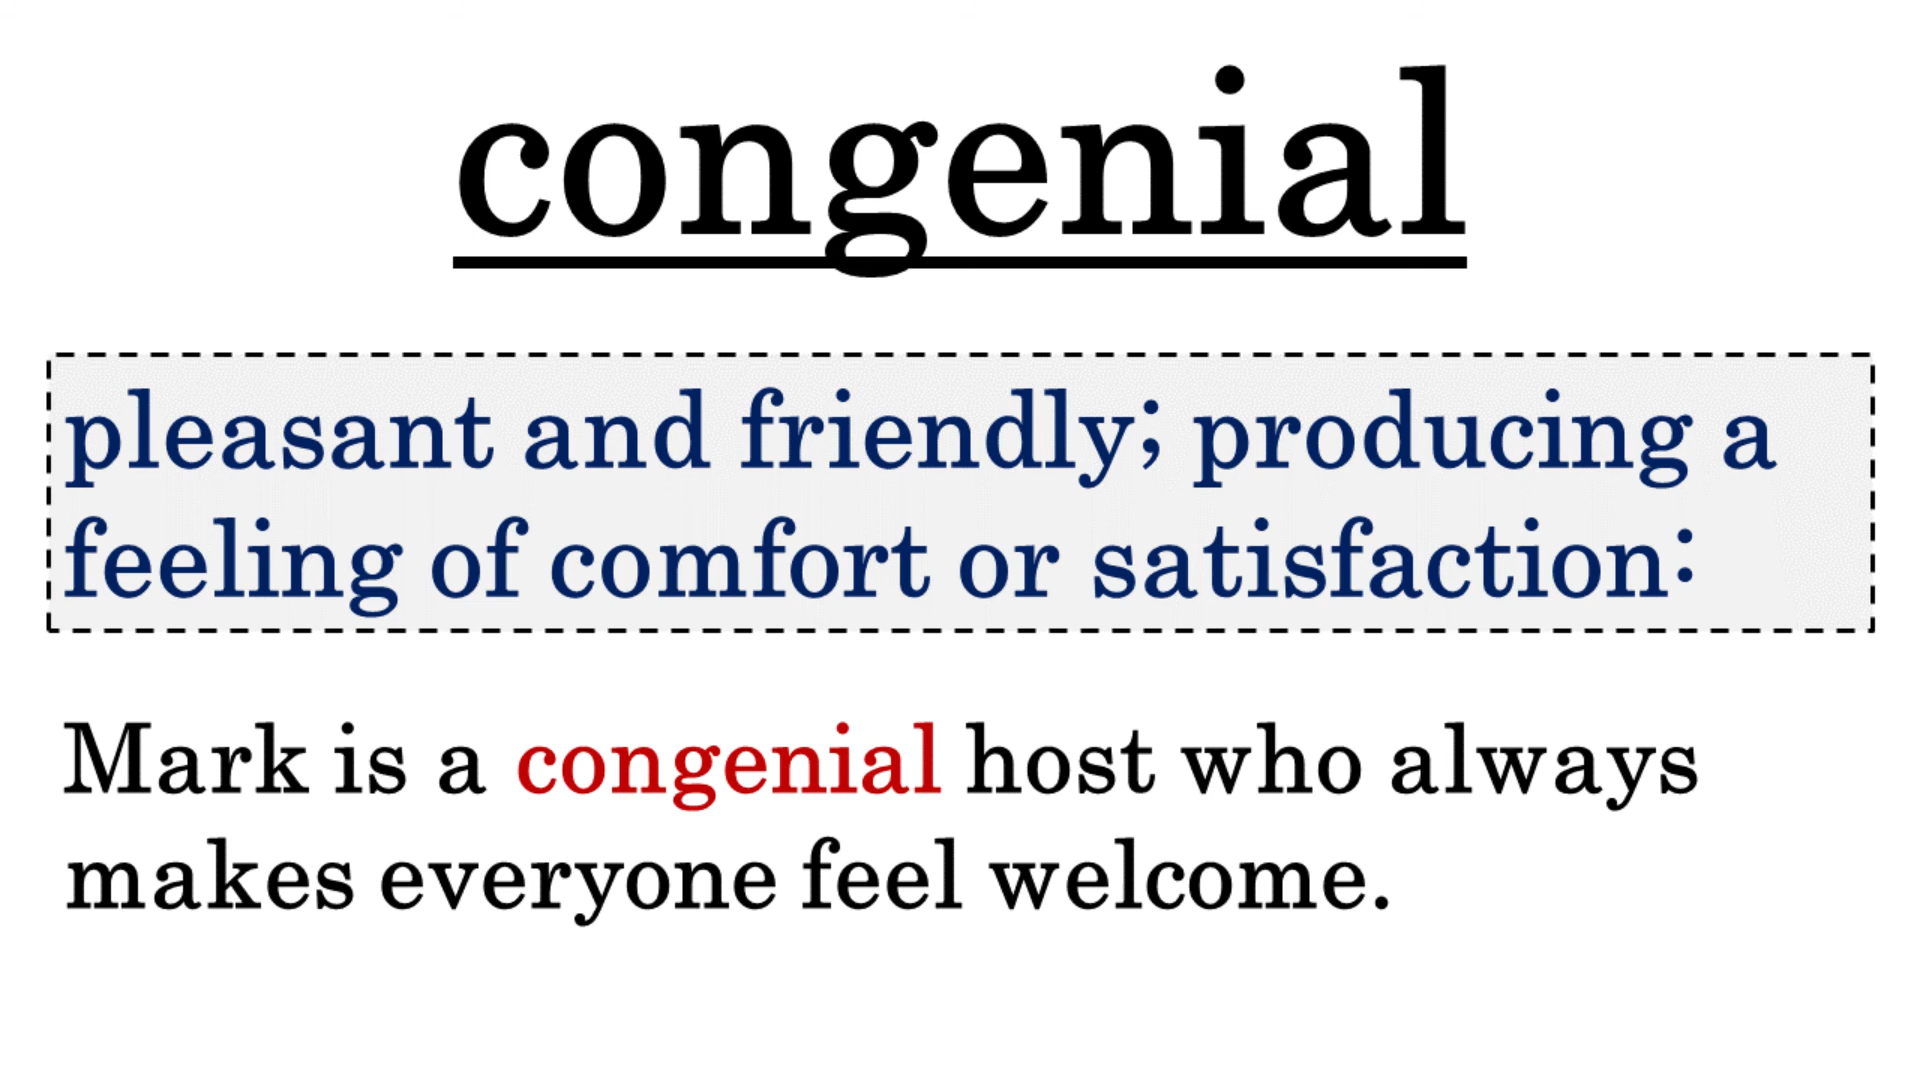 congenial
pleasant and friendly; producing a
feeling of comfort or satisfaction:
Mark is a congenial host who always
makes everyone feel welcome.